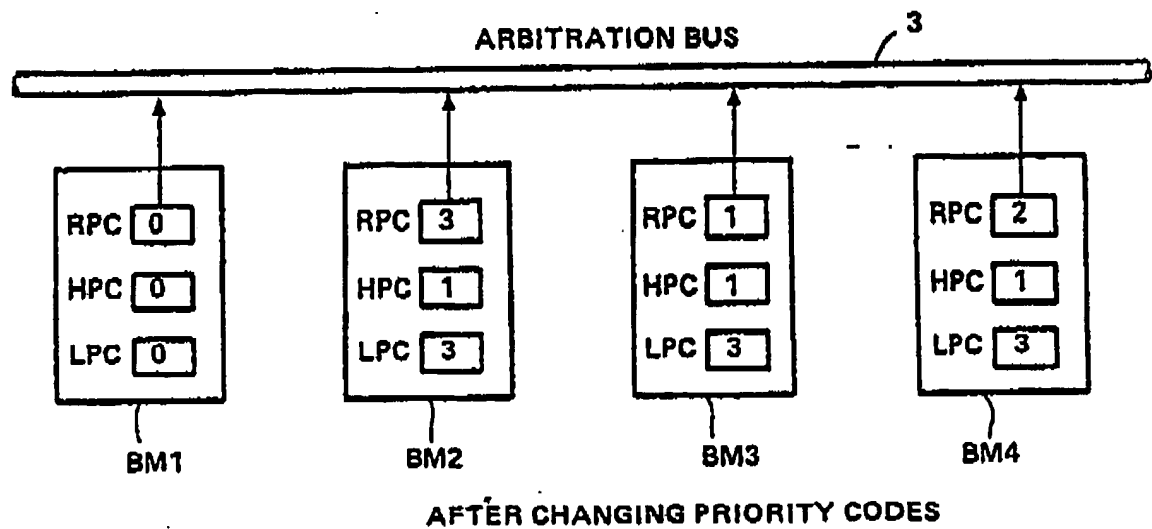 3
ARBITRATION BUS
RPC 0
HPC 0
LPC 0
BM1
RPC 3
HPC 1
LPC 3
BM2
RPC 1
HPC 1
LPC 3
BM3
RPC 2
HPC 1
LPC 3
BM4
AFTER CHANGING PRIORITY CODES